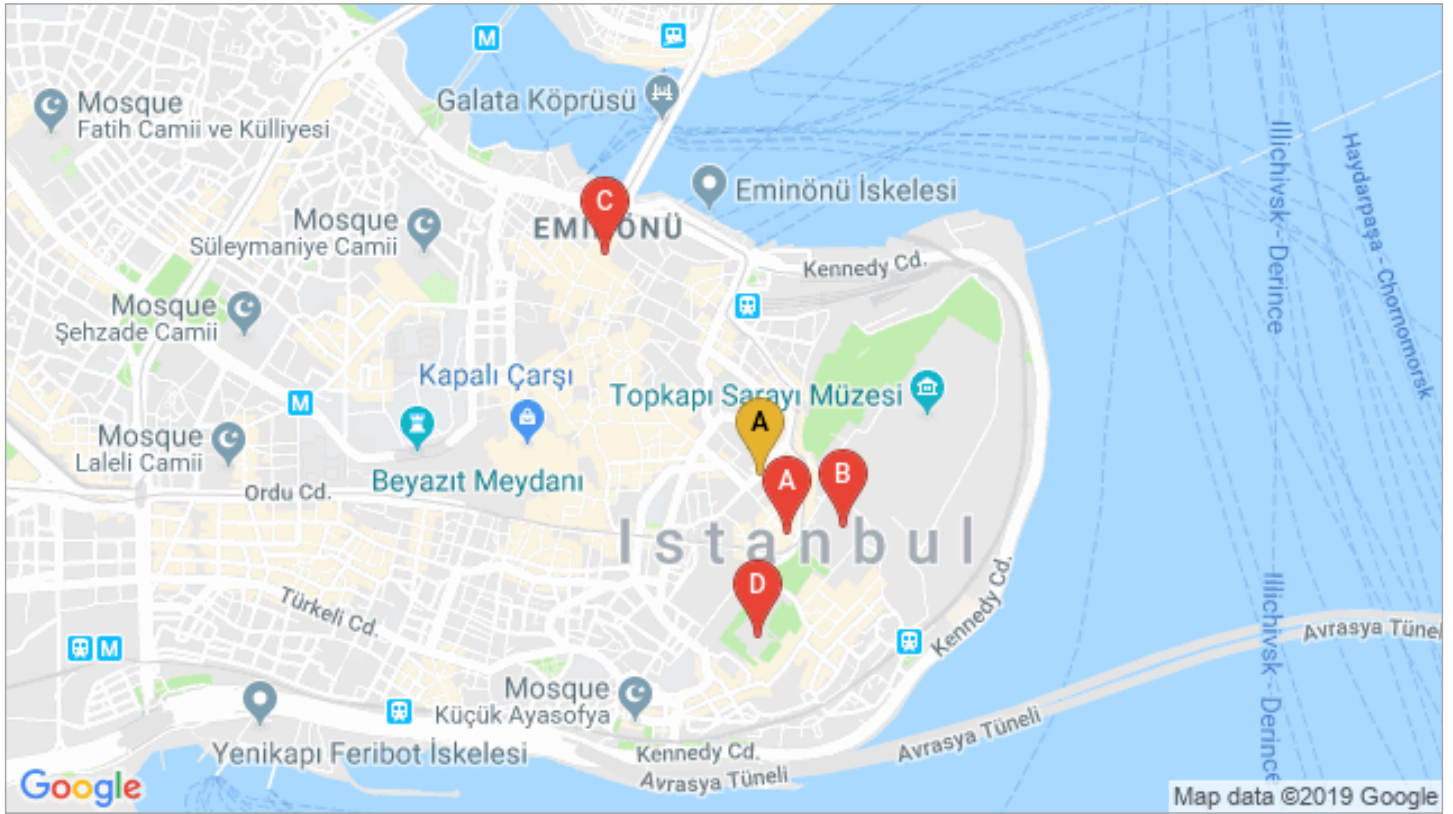 M
Galata Köprüsü
Mosque
Fatih Camii ve Külliyesi
C
Eminönü İskelesi
EMİNÖNÜ
Mosque
Süleymaniye Camii
Kennedy Cd.
Mosque
Şehzade Camii
Kapalı Çarşı
Topkapı Sarayı Müzesi
M
A
Mosque
Laleli Camii
Beyazıt Meydanı
Ordu Cd.
A
B
Istanbul
D
Türkeli Cd.
Kennedy Cd.
M
Mosque
Küçük Ayasofya
Yenikapı Feribot İskelesi
Kennedy Cd.
Avrasya Tüneli
Avrasya Tüneli
Avrasya Tünel
Illichivsk - Derince
Illichivsk - Derince
Haydarpaşa - Chornomorsk
Google
Map data ©2019 Google